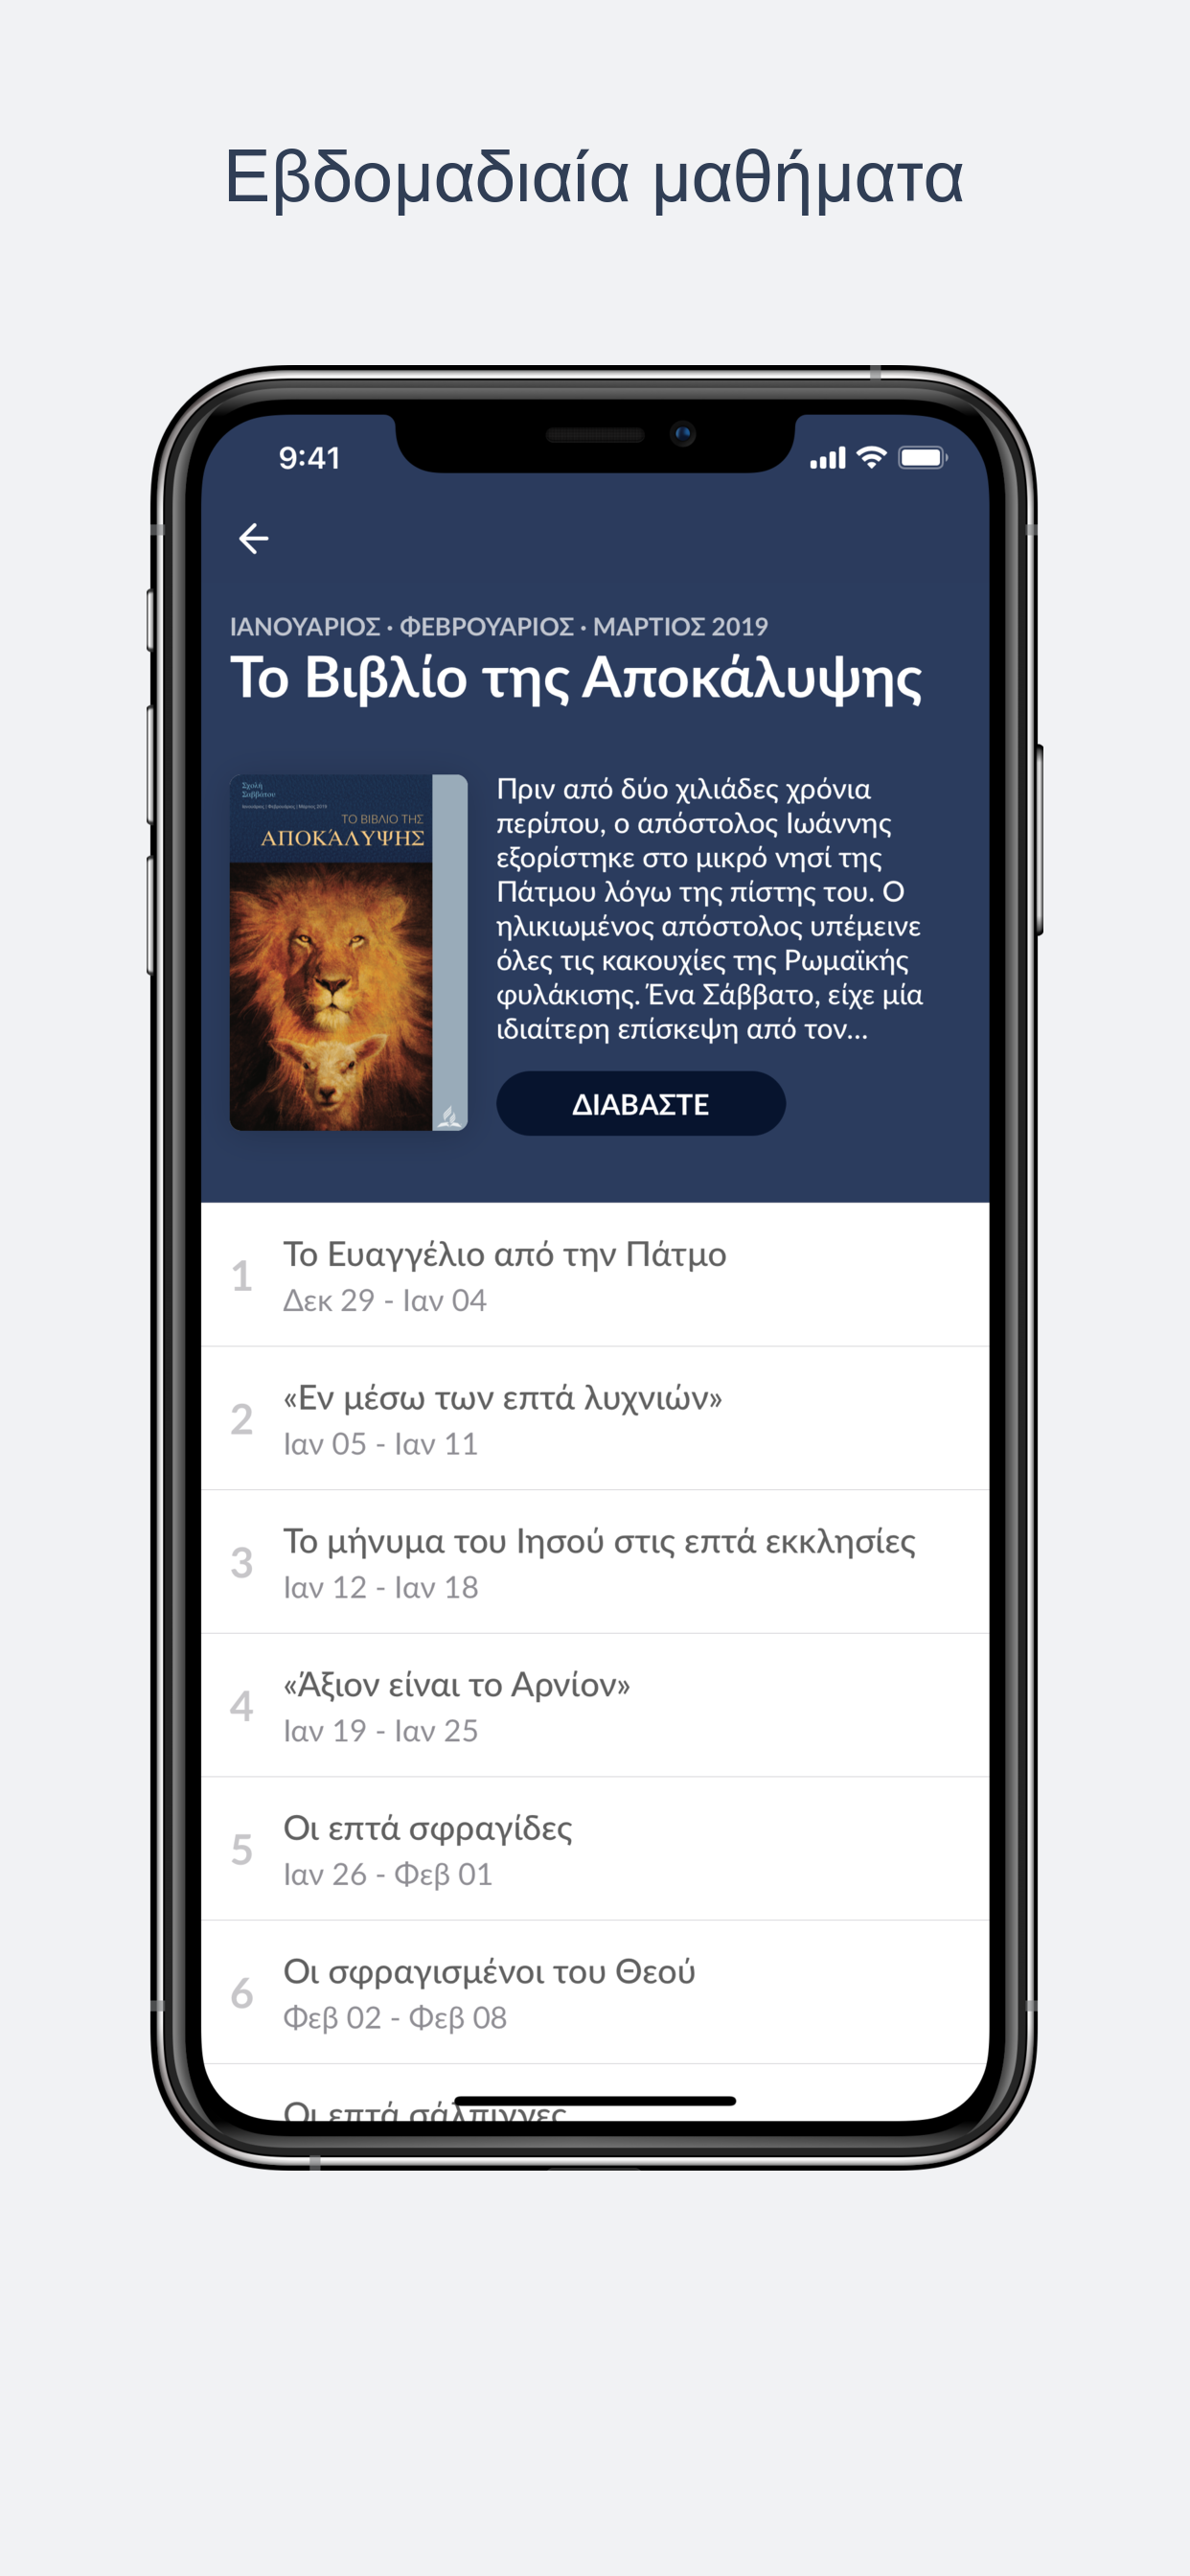 Εβδομαδιαία μαθήματα
9:41
ΙΑΝΟΥΑΡΙΟΣ · ΦΕΒΡΟΥΑΡΙΟΣ · ΜΑΡΤΙΟΣ 2019
Το Βιβλίο της Αποκάλυψης
Σχολή
Σαββάτου
Ιανουάριος | Φεβρουάριος | Μάρτιος 2019
ΤΟ ΒΙΒΛΙΟ ΤΗΣ
ΑΠΟΚΆΛΥΨΗΣ
Πριν από δύο χιλιάδες χρόνια
περίπου, ο απόστολος Ιωάννης
εξορίστηκε στο μικρό νησί της
Πάτμου λόγω της πίστης του. Ο
ηλικιωμένος απόστολος υπέμεινε
όλες τις κακουχίες της Ρωμαϊκής
φυλάκισης. Ένα Σάββατο, είχε μία
ιδιαίτερη επίσκεψη από τον...
ΔΙΑΒΑΣΤΕ
1
Το Ευαγγέλιο από την Πάτμο
Δεκ 29 - Ιαν 04
2
«Εν μέσω των επτά λυχνιών»
Ιαν 05 - Ιαν 11
3
Το μήνυμα του Ιησού στις επτά εκκλησίες
Ιαν 12 - Ιαν 18
4
«Άξιον είναι το Αρνίον»
Ιαν 19 - Ιαν 25
5
Οι επτά σφραγίδες
Ιαν 26 - Φεβ 01
6
Οι σφραγισμένοι του Θεού
Φεβ 02 - Φεβ 08
Οι επτά σάλπιγγες